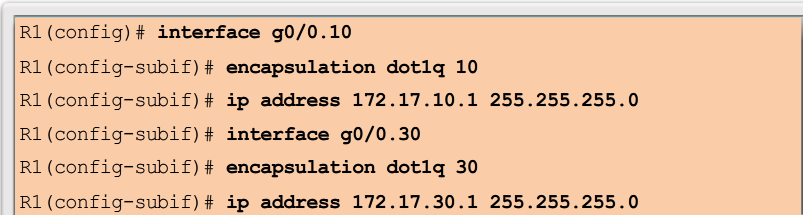 R1(config)# interface g0/0.10
R1(config-subif)# encapsulation dot1q 10
R1(config-subif)# ip address 172.17.10.1 255.255.255.0
R1(config-subif)# interface g0/0.30
R1(config-subif)# encapsulation dot1q 30
R1(config-subif)# ip address 172.17.30.1 255.255.255.0